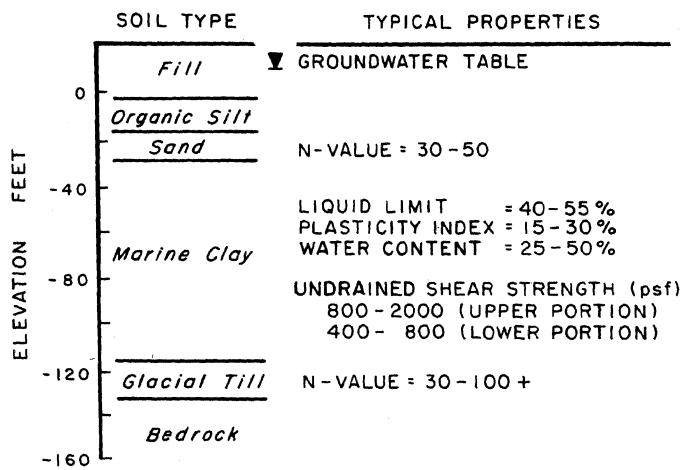 SOIL TYPE TYPICAL PROPERTIES
Fill GROUNDWATER TABLE
0
Organic Silt
Sand N-VALUE = 30-50
-40
LIQUID LIMIT = 40-55%
PLASTICITY INDEX = 15-30%
Marine Clay WATER CONTENT = 25-50%
-80
UNDRAINED SHEAR STRENGTH (psf)
800-2000 (UPPER PORTION)
400- 800 (LOWER PORTION)
-120
Glacial Till N-VALUE = 30-100+
Bedrock
-160
ELEVATION FEET